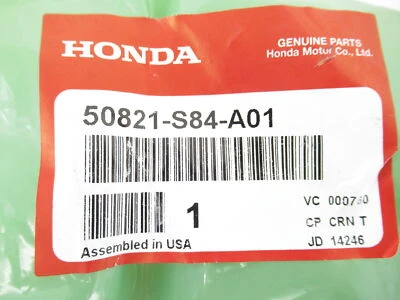 HONDA
GENUINE PARTS
Honda Motor Co., Ltd.
50821-S84-A01
1
VC 000730
CP CRN T
Assembled in USA
JD 14246